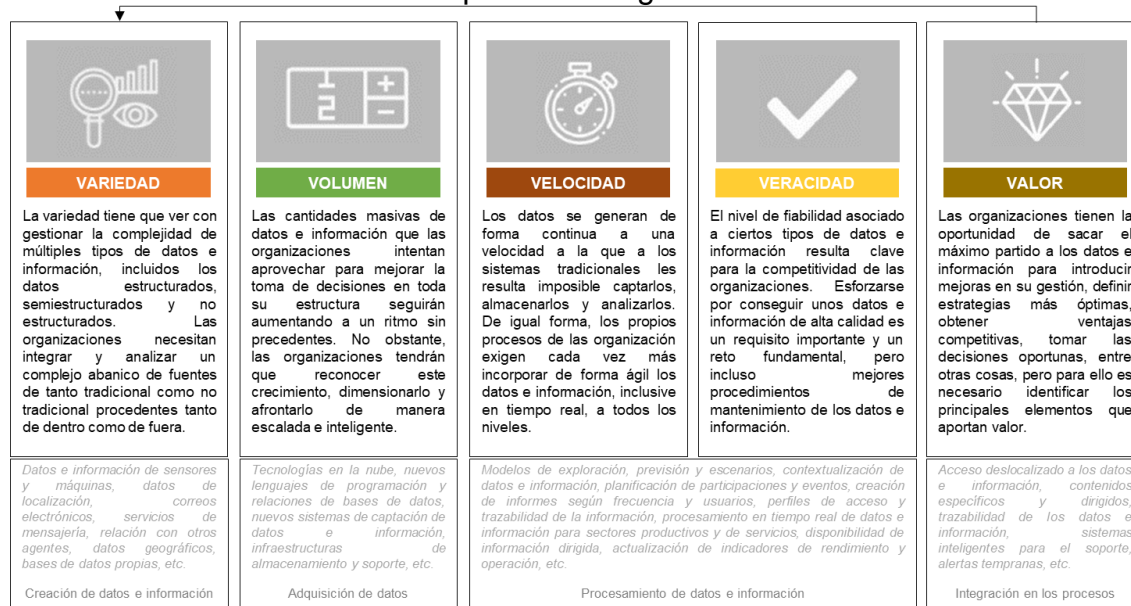 VARIEDAD
La variedad tiene que ver con
gestionar la complejidad de
múltiples tipos de datos e
información, incluidos los
datos estructurados,
semiestructurados y no
estructurados. Las
organizaciones necesitan
integrar y analizar un
complejo abanico de fuentes
de tanto tradicional como no
tradicional procedentes tanto
de dentro como de fuera.
Datos e información de sensores
y máquinas, datos de
localización, correos
electrónicos, servicios de
mensajería, relación con otros
agentes, datos geográficos,
bases de datos propias, etc.
Creación de datos e información
1
2
+
−
VOLUMEN
Las cantidades masivas de
datos e información que las
organizaciones intentan
aprovechar para mejorar la
toma de decisiones en toda
su estructura seguirán
aumentando a un ritmo sin
precedentes. No obstante,
las organizaciones tendrán
que reconocer este
crecimiento, dimensionarlo y
afrontarlo de manera
escalada e inteligente.
Tecnologías en la nube, nuevos
lenguajes de programación y
relaciones de bases de datos,
nuevos sistemas de captación de
datos e información,
infraestructuras de
almacenamiento y soporte, etc.
Adquisición de datos
VELOCIDAD
Los datos se generan de
forma continua a una
velocidad a la que a los
sistemas tradicionales les
resulta imposible captarlos,
almacenarlos y analizarlos.
De igual forma, los propios
procesos de las organización
exigen cada vez más
incorporar de forma ágil los
datos e información, inclusive
en tiempo real, a todos los
niveles.
VERACIDAD
El nivel de fiabilidad asociado
a ciertos tipos de datos e
información resulta clave
para la competitividad de las
organizaciones. Esforzarse
por conseguir unos datos e
información de alta calidad es
un requisito importante y un
reto fundamental, pero
incluso mejores
procedimientos de
mantenimiento de los datos e
información.
Modelos de exploración, previsión y escenarios, contextualización de
datos e información, planificación de participaciones y eventos, creación
de informes según frecuencia y usuarios, perfiles de acceso y
trazabilidad de la información, procesamiento en tiempo real de datos e
información para sectores productivos y de servicios, disponibilidad de
información dirigida, actualización de indicadores de rendimiento y
operación, etc.
Procesamiento de datos e información
VALOR
Las organizaciones tienen la
oportunidad de sacar el
máximo partido a los datos e
información para introducir
mejoras en su gestión, definir
estrategias más óptimas,
obtener ventajas
competitivas, tomar las
decisiones oportunas, entre
otras cosas, pero para ello es
necesario identificar los
principales elementos que
aportan valor.
Acceso deslocalizado a los datos
e información, contenidos
específicos y dirigidos,
trazabilidad de los datos e
información, sistemas
inteligentes para el soporte,
alertas tempranas, etc.
Integración en los procesos